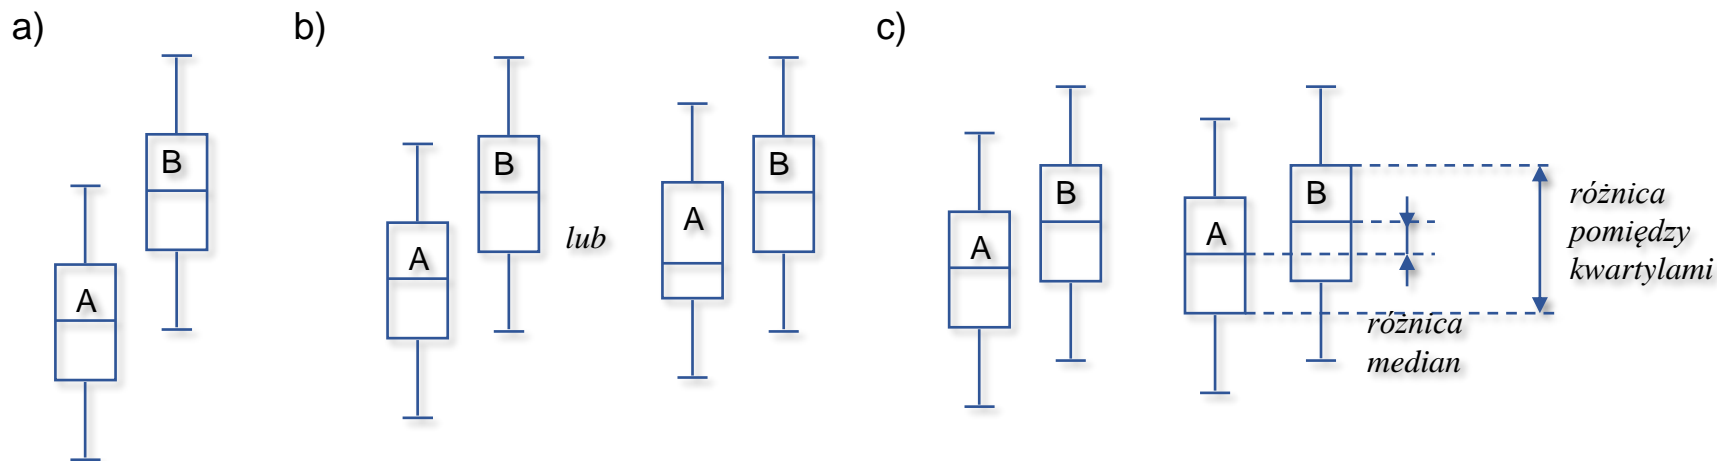 a)
B
A
b)
B
A
lub
B
A
c)
B
A
B
A
różnica
pomiędzy
kwartylami
różnica
median